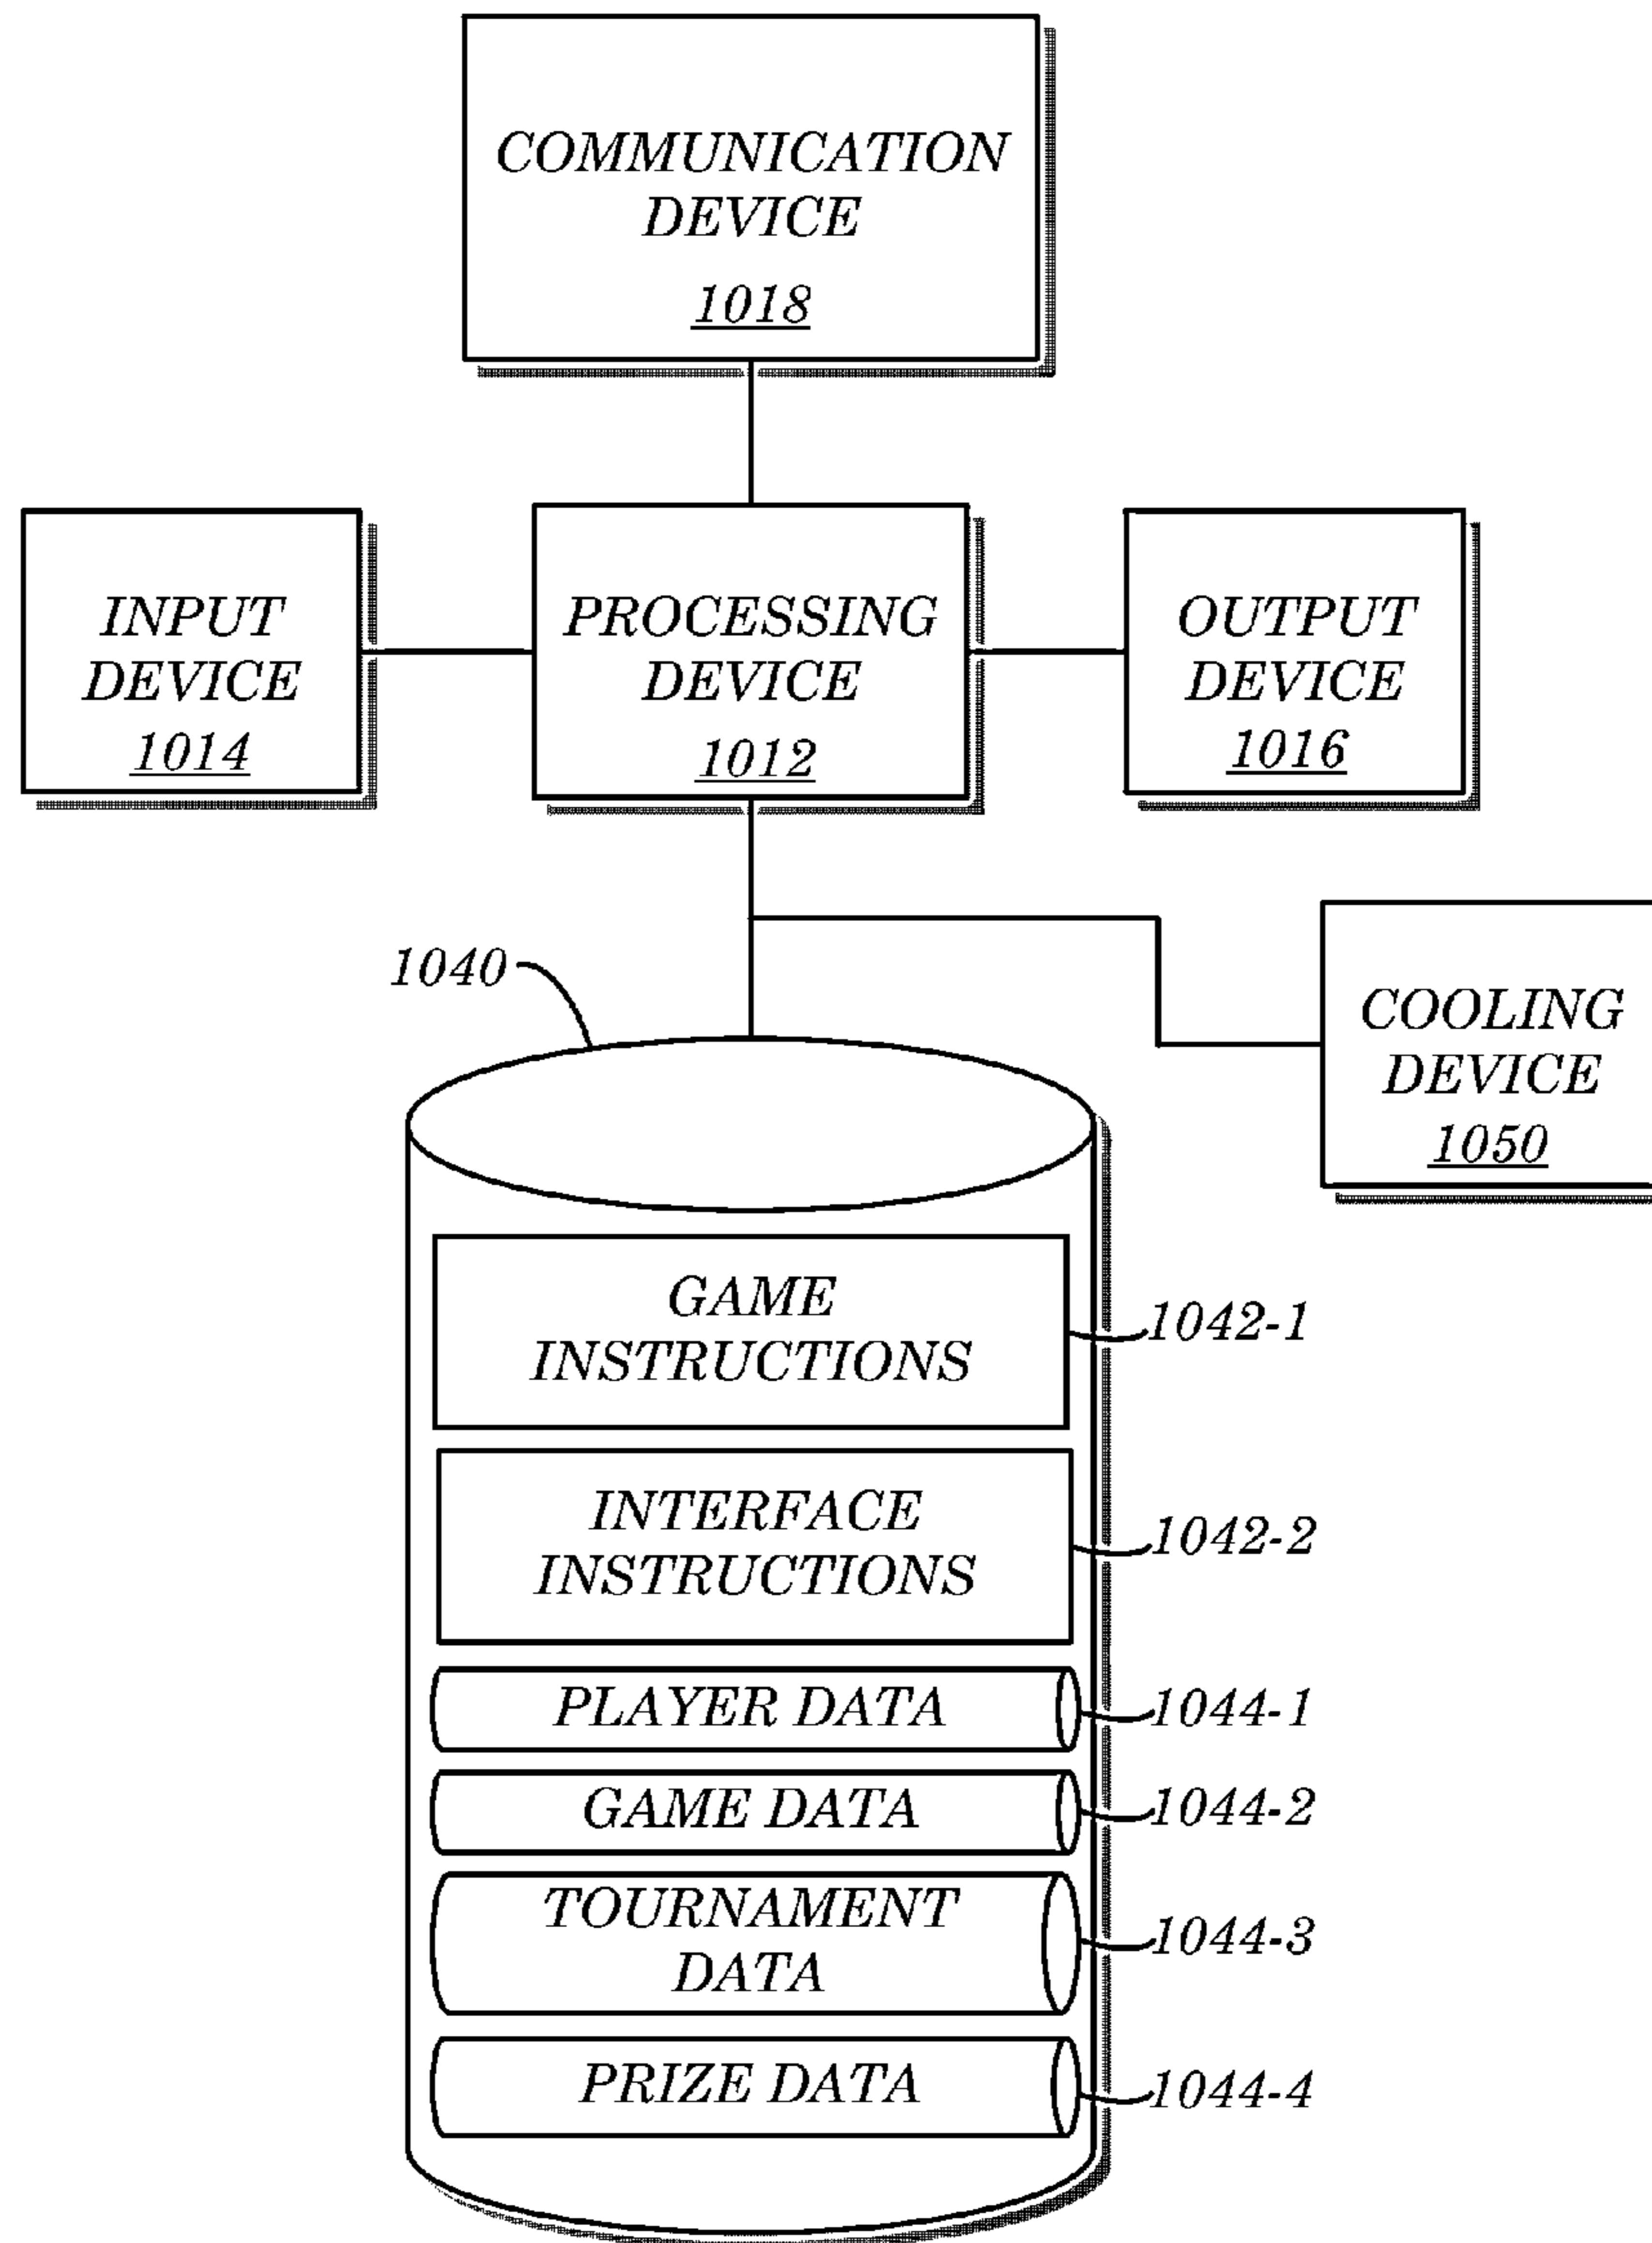 COMMUNICATION
DEVICE
1018
INPUT
DEVICE
1014
PROCESSING
DEVICE
1012
OUTPUT
DEVICE
1016
1040
COOLING
DEVICE
1050
GAME
INSTRUCTIONS
1042-1
INTERFACE
INSTRUCTIONS
1042-2
PLAYER DATA
1044-1
GAME DATA
1044-2
TOURNAMENT
DATA
1044-3
PRIZE DATA
1044-4